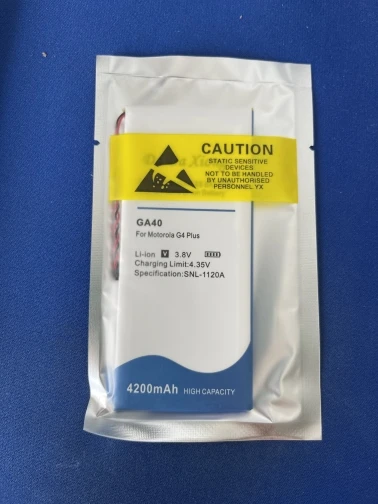 CAUTION
STATIC SENSITIVE
DEVICES
NOT TO BE HANDLED
BY UNAUTHORISED
PERSONNEL YX
GA40
For Motorola G4 Plus
Li-ion V 3.8V
Charging Limit:4.35V
Specification:SNL-1120A
4200mAh HIGH CAPACITY